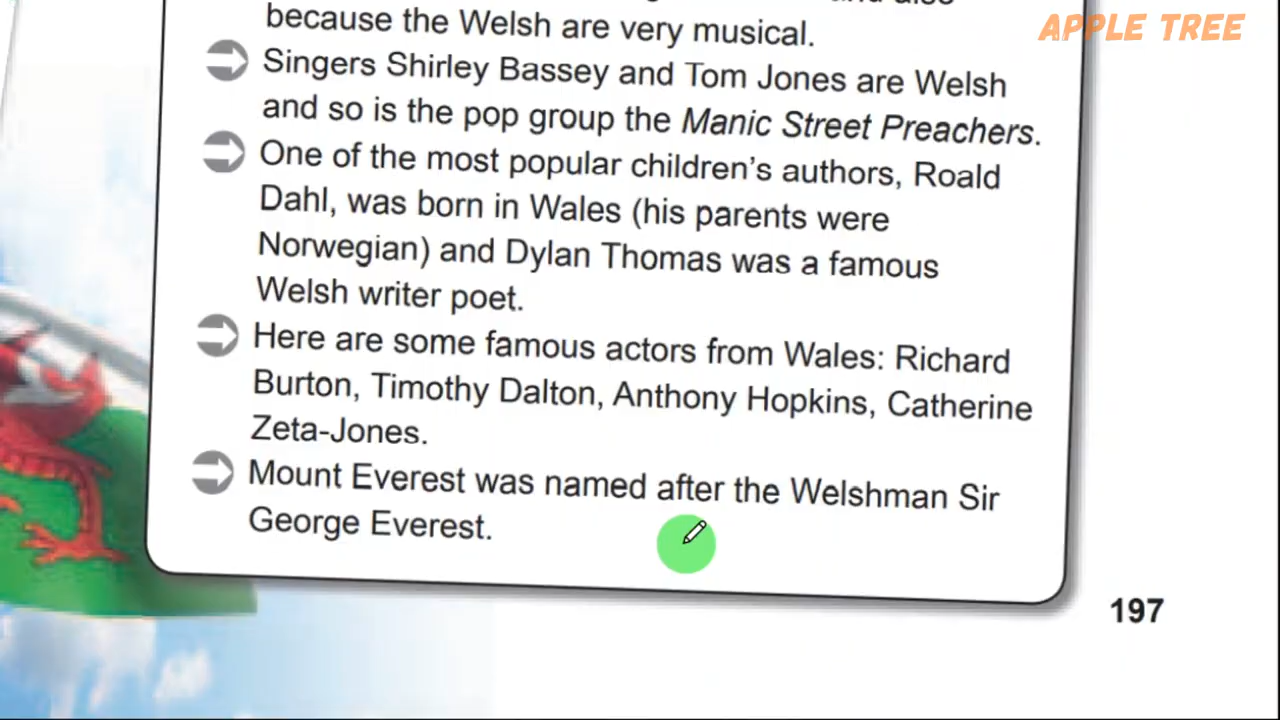 because the Welsh are very musical.
APPLE TREE
Singers Shirley Bassey and Tom Jones are Welsh
and so is the pop group the Manic Street Preachers.
One of the most popular children's authors, Roald
Dahl, was born in Wales (his parents were
Norwegian) and Dylan Thomas was a famous
Welsh writer poet.
Here are some famous actors from Wales: Richard
Burton, Timothy Dalton, Anthony Hopkins, Catherine
Zeta-Jones.
Mount Everest was named after the Welshman Sir
George Everest.
197